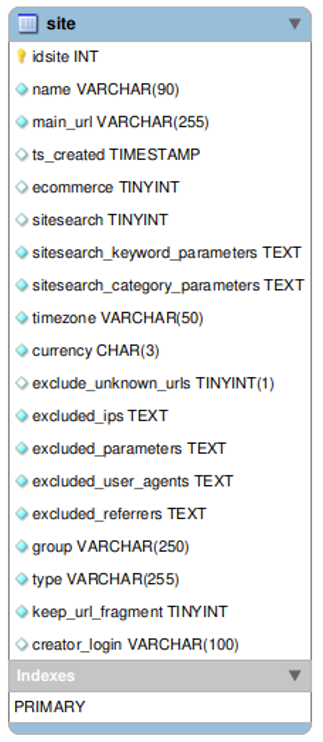 site
idsite INT
name VARCHAR(90)
main_url VARCHAR(255)
ts_created TIMESTAMP
ecommerce TINYINT
sitesearch TINYINT
sitesearch_keyword_parameters TEXT
sitesearch_category_parameters TEXT
timezone VARCHAR(50)
currency CHAR(3)
exclude_unknown_urls TINYINT(1)
excluded_ips TEXT
excluded_parameters TEXT
excluded_user_agents TEXT
excluded_referrers TEXT
group VARCHAR(250)
type VARCHAR(255)
keep_url_fragment TINYINT
creator_login VARCHAR(100)
Indexes
PRIMARY